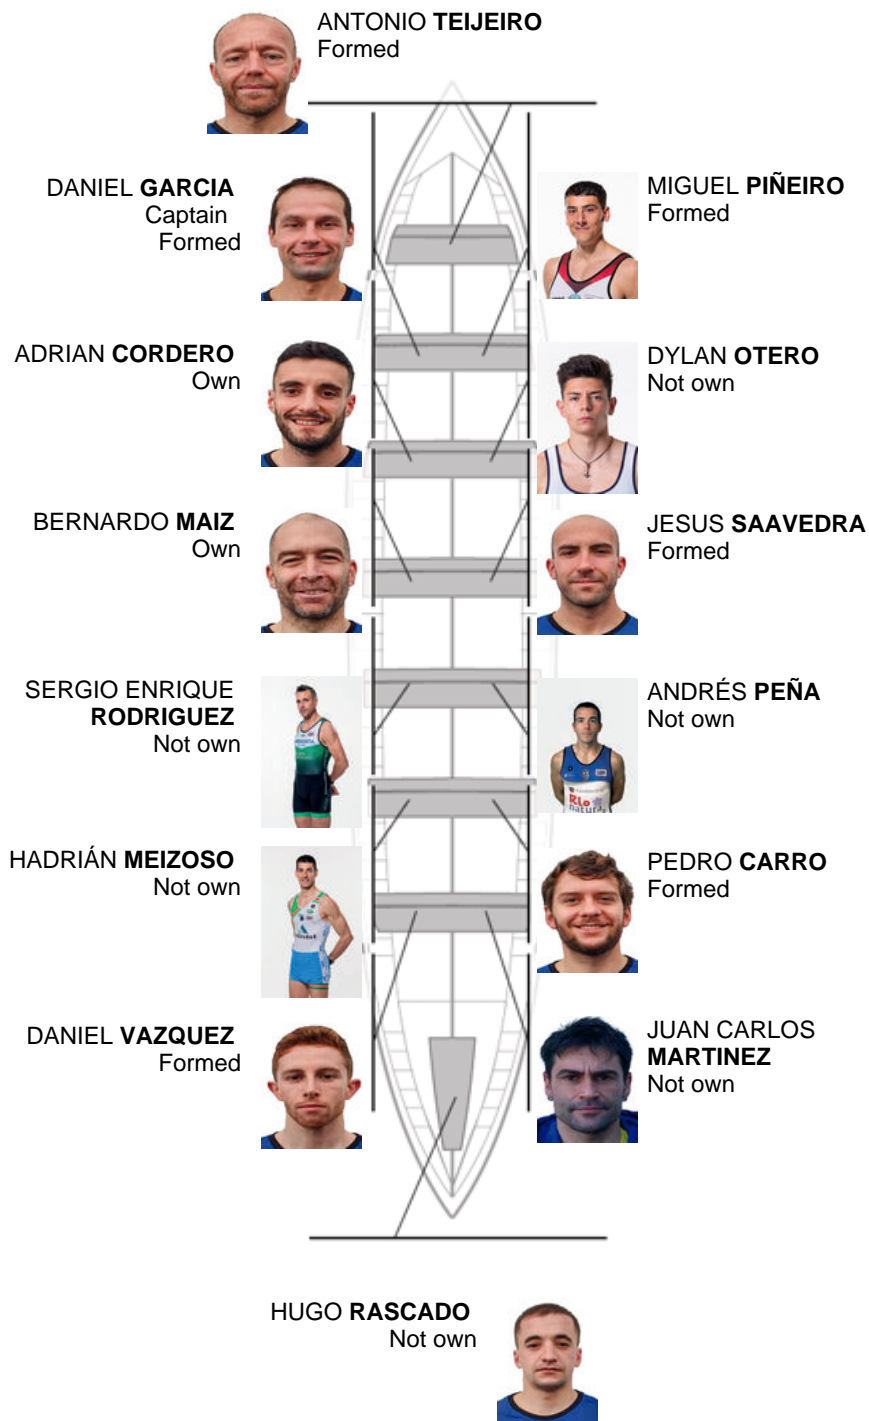 ANTONIO TEIJEIRO
Formed
DANIEL GARCIA
Captain
Formed
MIGUEL PIÑEIRO
Formed
ADRIAN CORDERO
Own
DYLAN OTERO
Not own
BERNARDO MAIZ
Own
JESUS SAAVEDRA
Formed
SERGIO ENRIQUE
RODRIGUEZ
Not own
ANDRÉS PEÑA
Not own
Rio
natura
HADRIÁN MEIZOSO
Not own
PEDRO CARRO
Formed
DANIEL VAZQUEZ
Formed
JUAN CARLOS
MARTINEZ
Not own
HUGO RASCADO
Not own